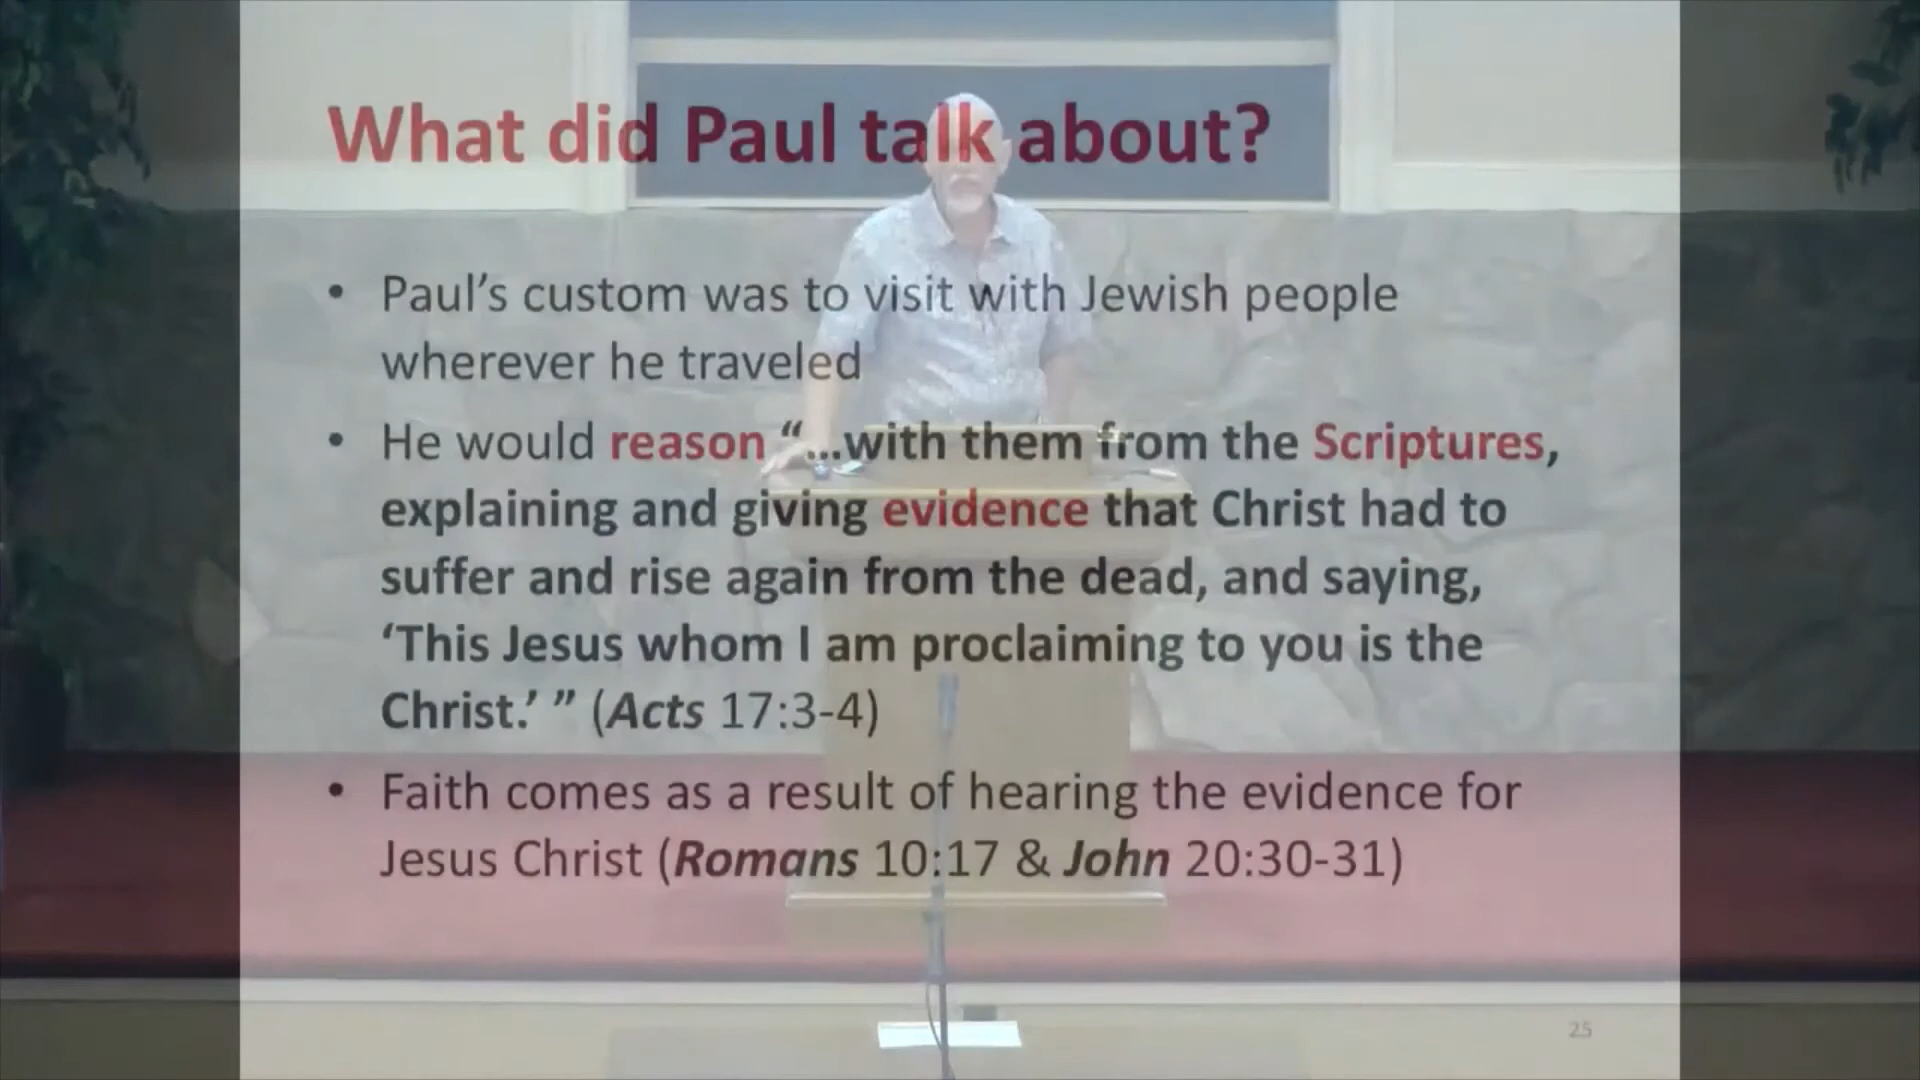 What did Paul talk about?
• Paul’s custom was to visit with Jewish people
wherever he traveled
• He would reason “...with them from the Scriptures,
explaining and giving evidence that Christ had to
suffer and rise again from the dead, and saying,
‘This Jesus whom I am proclaiming to you is the
Christ.’ ” (Acts 17:3-4)
• Faith comes as a result of hearing the evidence for
Jesus Christ (Romans 10:17 & John 20:30-31)
25